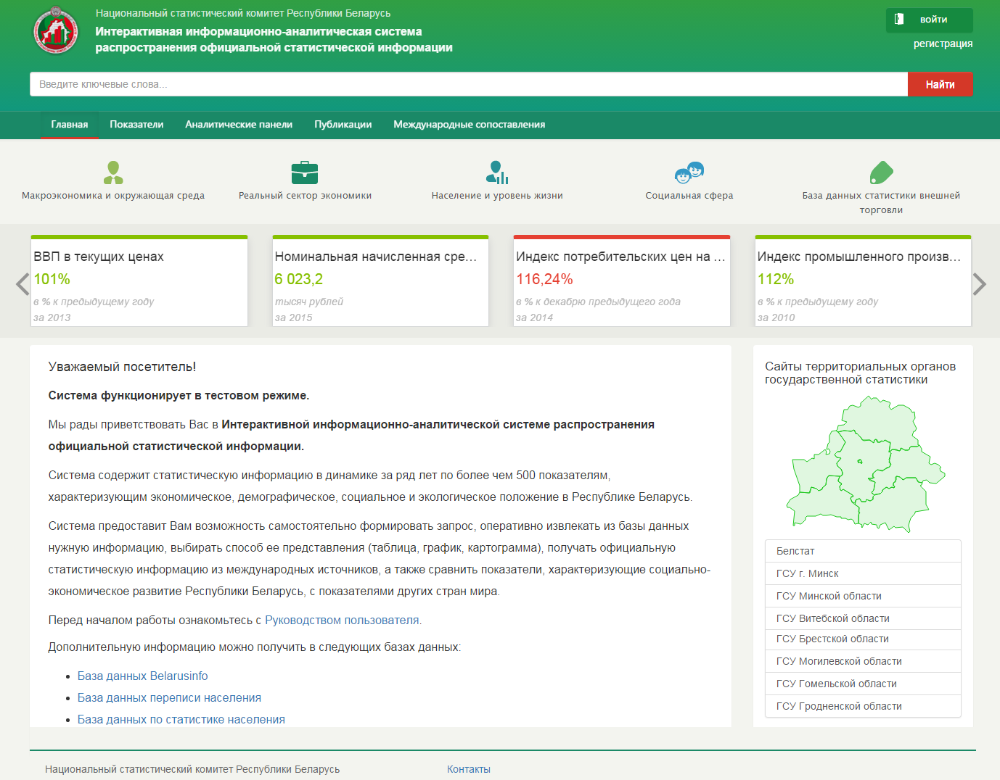 Национальный статистический комитет Республики Беларусь
Интерактивная информационно-аналитическая система
распространения официальной статистической информации
войти
регистрация
Введите ключевые слова...
Найти
Главная
Показатели
Аналитические панели
Публикации
Международные сопоставления
Макроэкономика и окружающая среда
Реальный сектор экономики
Население и уровень жизни
Социальная сфера
База данных статистики внешней
торговли
ВВП в текущих ценах
101%
в % к предыдущему году
за 2013
Номинальная начисленная сре...
6 023,2
тысяч рублей
за 2015
Индекс потребительских цен на ...
116,24%
в % к декабрю предыдущего года
за 2014
Индекс промышленного произв...
112%
в % к предыдущему году
за 2010
Уважаемый посетитель!
Система функционирует в тестовом режиме.
Мы рады приветствовать Вас в Интерактивной информационно-аналитической системе распространения
официальной статистической информации.
Система содержит статистическую информацию в динамике за ряд лет по более чем 500 показателям,
характеризующим экономическое, демографическое, социальное и экологическое положение в Республике Беларусь.
Система предоставит Вам возможность самостоятельно формировать запрос, оперативно извлекать из базы данных
нужную информацию, выбирать способ ее представления (таблица, график, картограмма), получать официальную
статистическую информацию из международных источников, а также сравнить показатели, характеризующие социально-
экономическое развитие Республики Беларусь, с показателями других стран мира.
Перед началом работы ознакомьтесь с Руководством пользователя.
Дополнительную информацию можно получить в следующих базах данных:
База данных Belarusinfo
База данных переписи населения
База данных по статистике населения
Сайты территориальных органов
государственной статистики
Белстат
ГСУ г. Минск
ГСУ Минской области
ГСУ Витебской области
ГСУ Брестской области
ГСУ Могилевской области
ГСУ Гомельской области
ГСУ Гродненской области
Национальный статистический комитет Республики Беларусь
Контакты